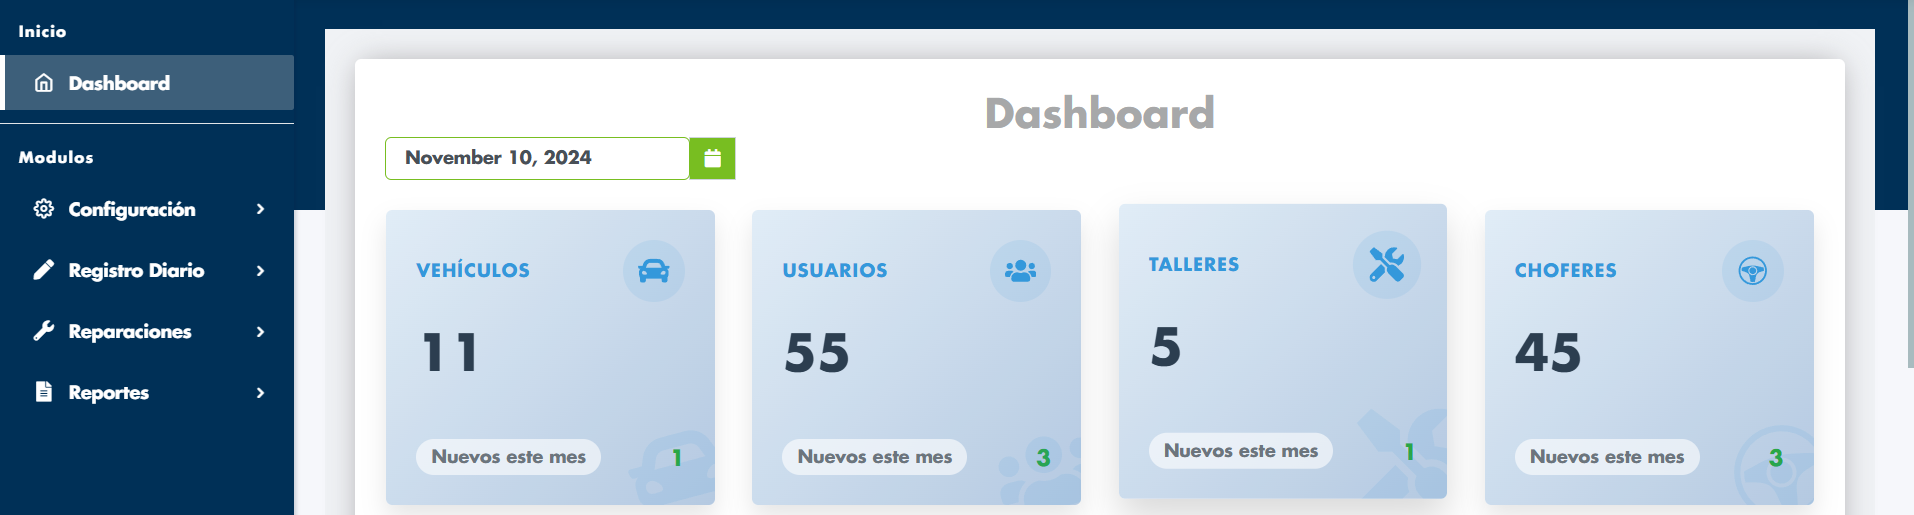 Inicio
Dashboard
Modulos
Configuración
Registro Diario
Reparaciones
Reportes
Dashboard
November 10, 2024
VEHÍCULOS
11
Nuevos este mes 1
USUARIOS
55
Nuevos este mes 3
TALLERES
5
Nuevos este mes 1
CHOFERES
45
Nuevos este mes 3